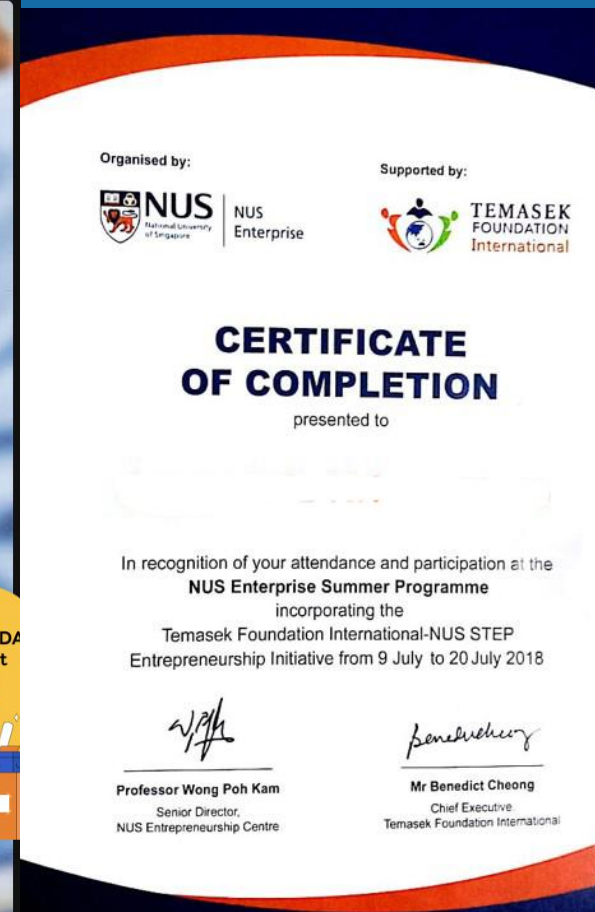 Organised by:
NUS
National University
of Singapore
NUS
Enterprise
Supported by:
TEMASEK
FOUNDATION
International
CERTIFICATE
OF COMPLETION
presented to
In recognition of your attendance and participation at the
NUS Enterprise Summer Programme
incorporating the
Temasek Foundation International-NUS STEP
Entrepreneurship Initiative from 9 July to 20 July 2018
Professor Wong Poh Kam
Senior Director,
NUS Entrepreneurship Centre
Mr Benedict Cheong
Chief Executive
Temasek Foundation International
DA
t